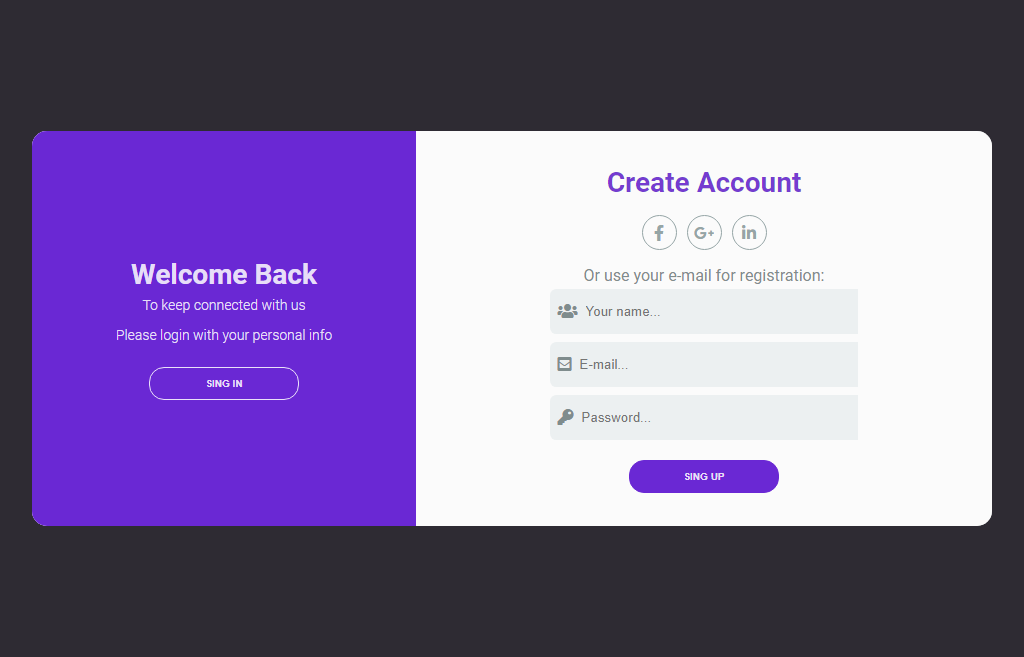 Welcome Back
To keep connected with us
Please login with your personal info
SING IN
Create Account
G+
in
Or use your e-mail for registration:
Your name...
E-mail...
Password...
SING UP